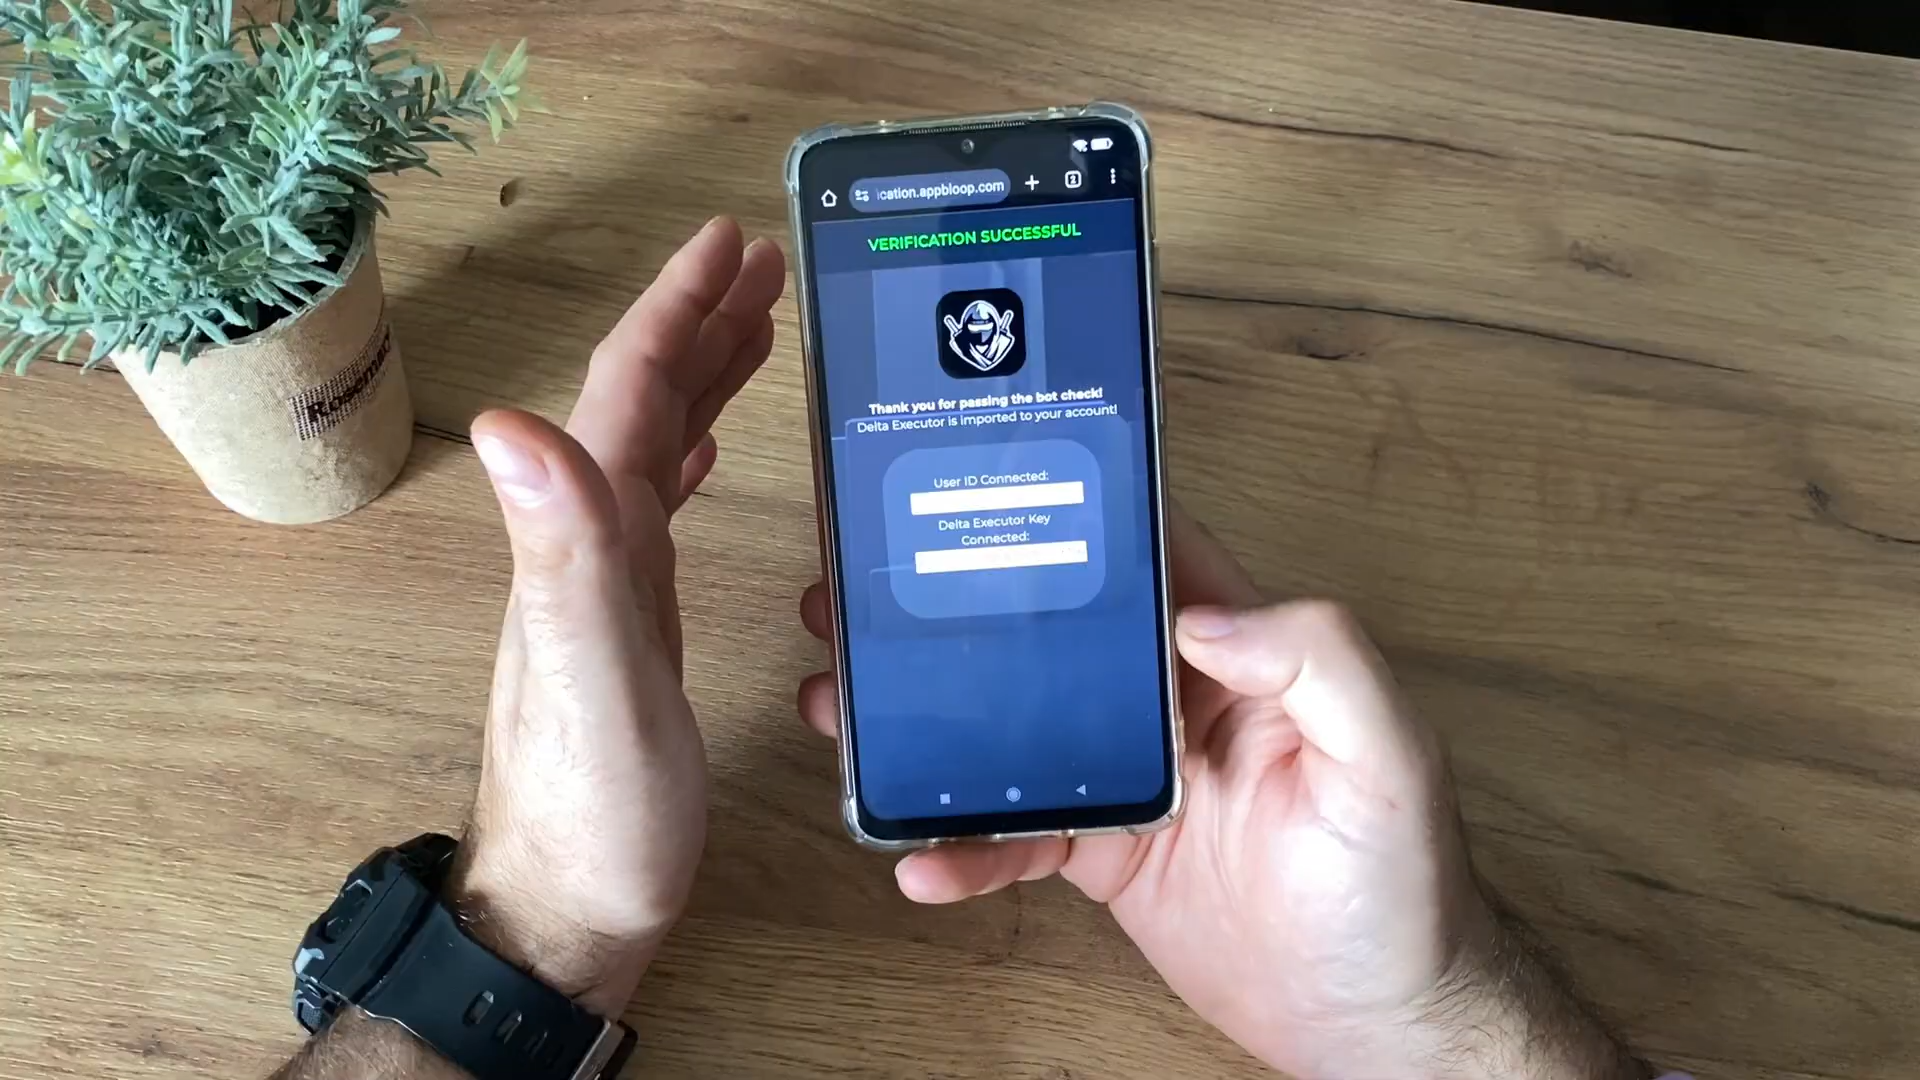 ication.appbloop.com
2
VERIFICATION SUCCESSFUL
Thank you for passing the bot check!
Delta Executor is imported to your account!
User ID Connected:
Delta Executor Key
Connected: